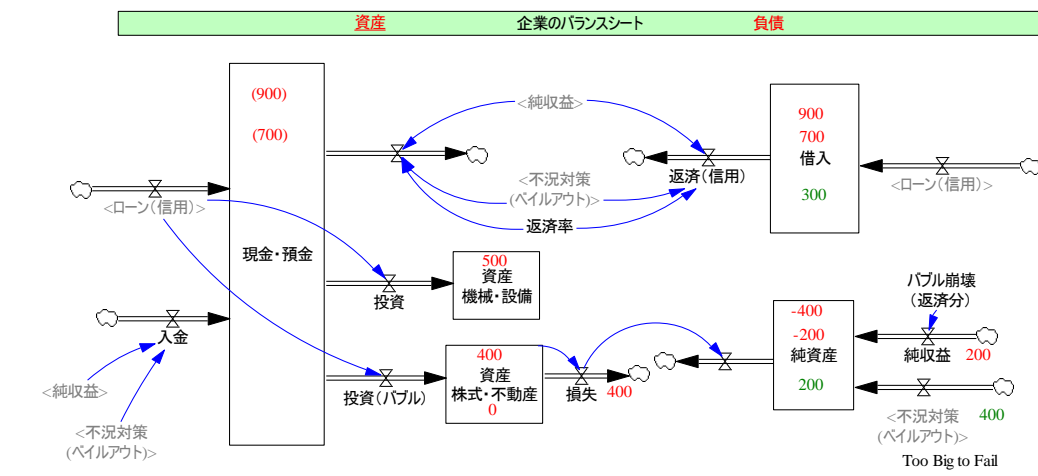 資産 企業のバランスシート 負債
(900)
(700)
現金・預金
<ローン(信用)>
入金
<純収益>
<不況対策
(ベイルアウト)>
<純収益>
<不況対策
(ベイルアウト)>
返済率
返済(信用)
900
700
借入
300
<ローン(信用)>
投資
500
資産
機械・設備
投資(バブル)
400
資産
株式・不動産
0
損失 400
-400
-200
純資産
200
バブル崩壊
(返済分)
純収益 200
<不況対策
(ベイルアウト)>
400
Too Big to Fail